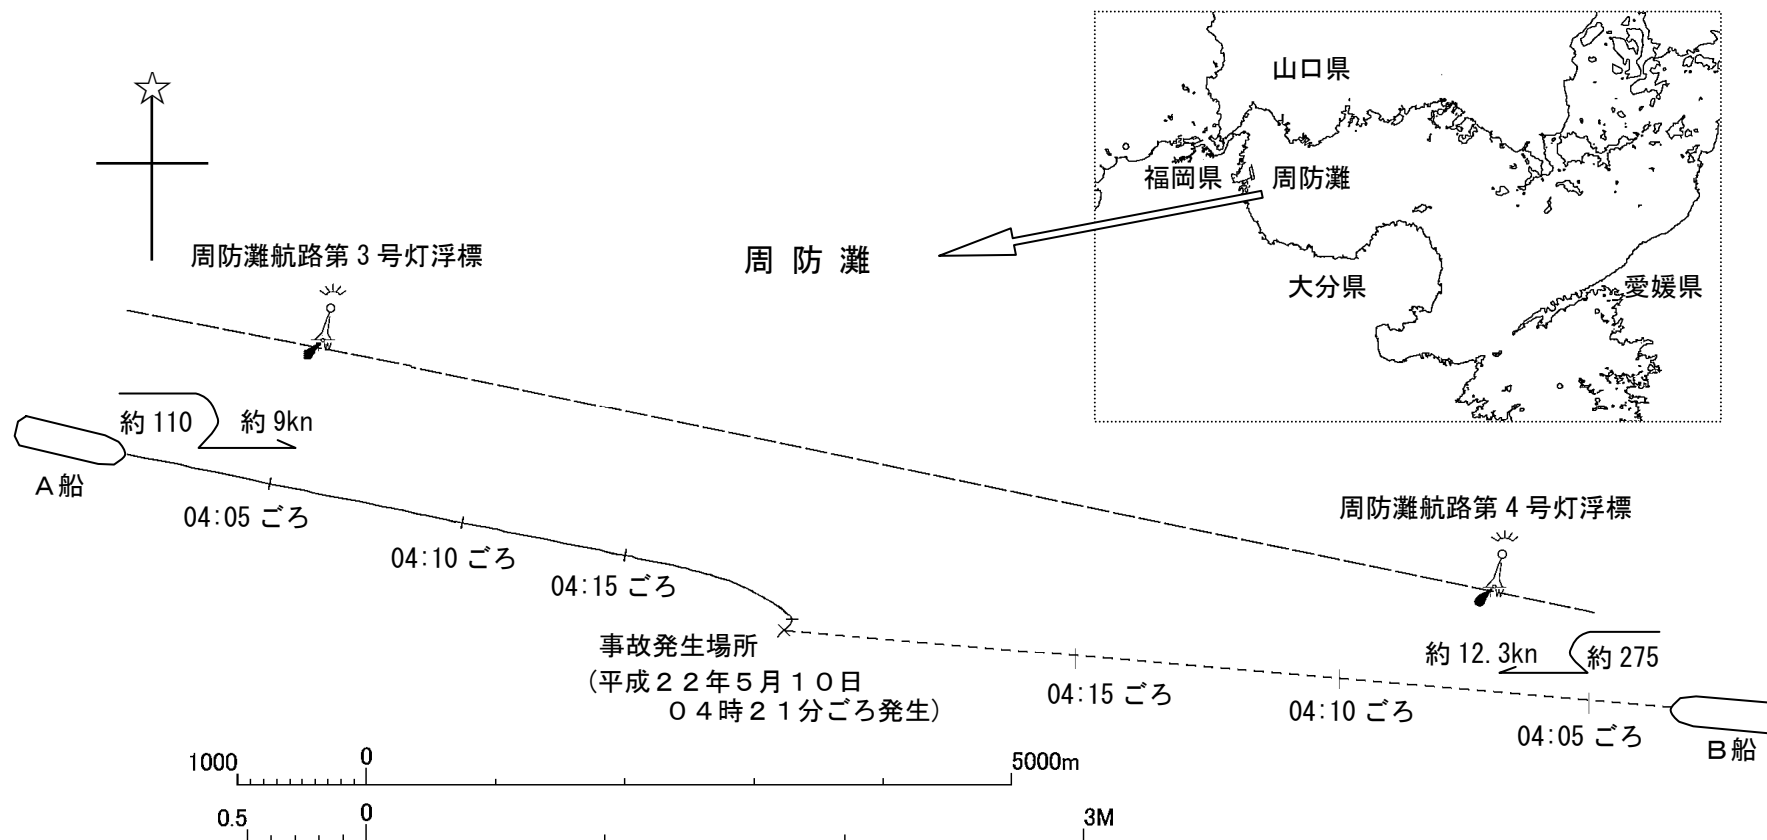 山口県
福岡県
周防灘
大分県
愛媛県
周防灘航路第３号灯浮標
周 防 灘
約 110
約 9kn
Ａ船
04:05 ごろ
04:10 ごろ
04:15 ごろ
周防灘航路第４号灯浮標
事故発生場所
(平成２２年５月１０日
０４時２１分ごろ発生)
約 12.3kn
約 275
04:15 ごろ
04:10 ごろ
04:05 ごろ
Ｂ船
1000 0 5000m
0.5 0 3M